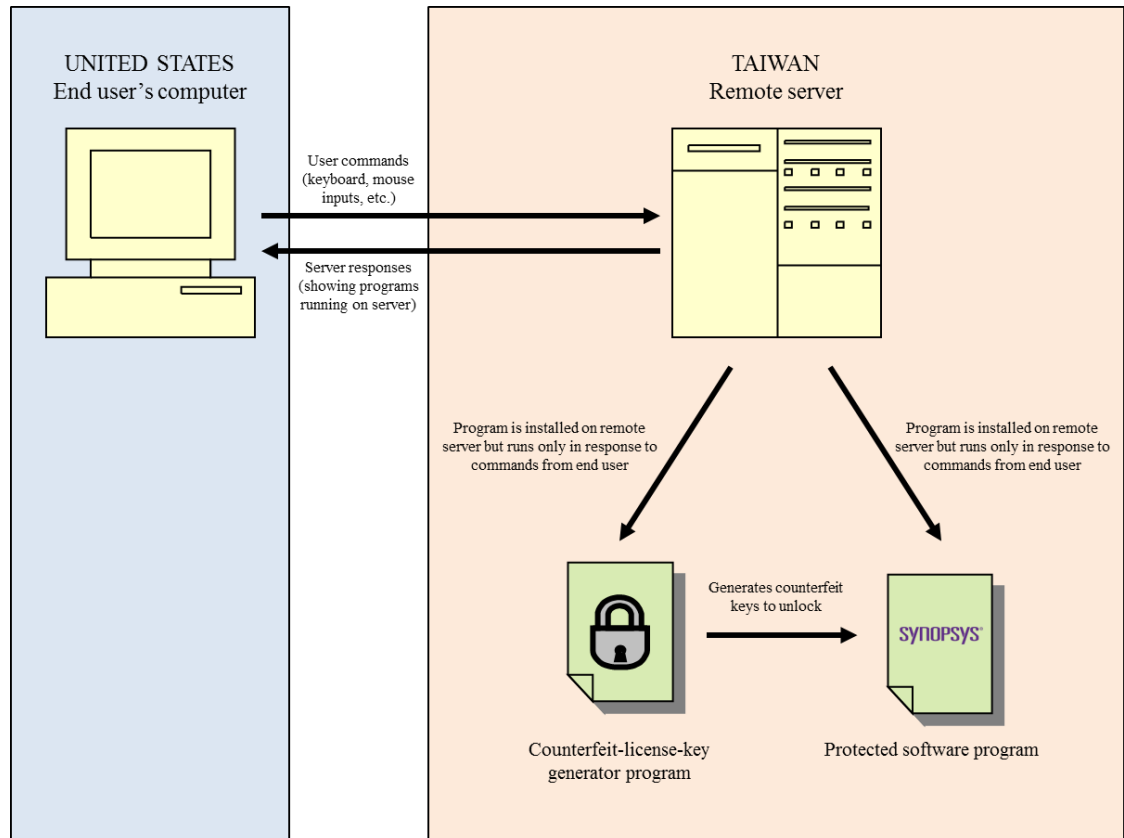 UNITED STATES
End user's computer
TAIWAN
Remote server
User commands
(keyboard, mouse
inputs, etc.)
Server responses
(showing programs
running on server)
Program is installed on remote
server but runs only in response to
commands from end user
Program is installed on remote
server but runs only in response to
commands from end user
Generates counterfeit
keys to unlock
SYNOPSYS®
Counterfeit-license-key
generator program
Protected software program